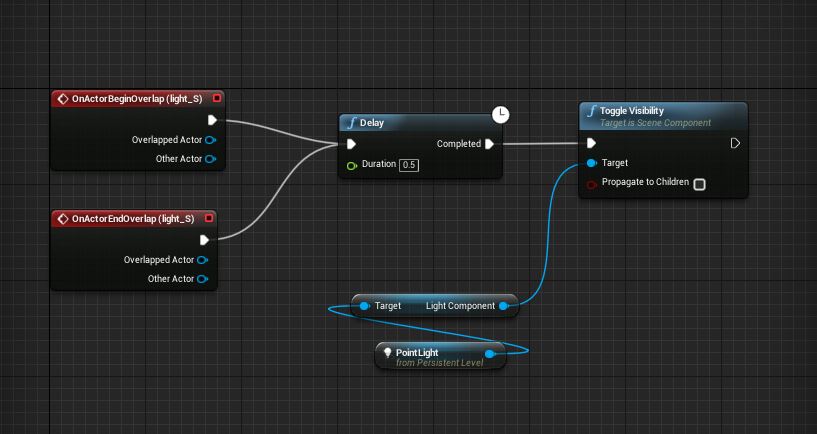 OnActorBeginOverlap (light_S)
Overlapped Actor
Other Actor
Delay
Completed
Duration 0.5
Toggle Visibility
Target is Scene Component
Target
Propagate to Children
OnActorEndOverlap (light_S)
Overlapped Actor
Other Actor
Target Light Component
PointLight
from Persistent Level